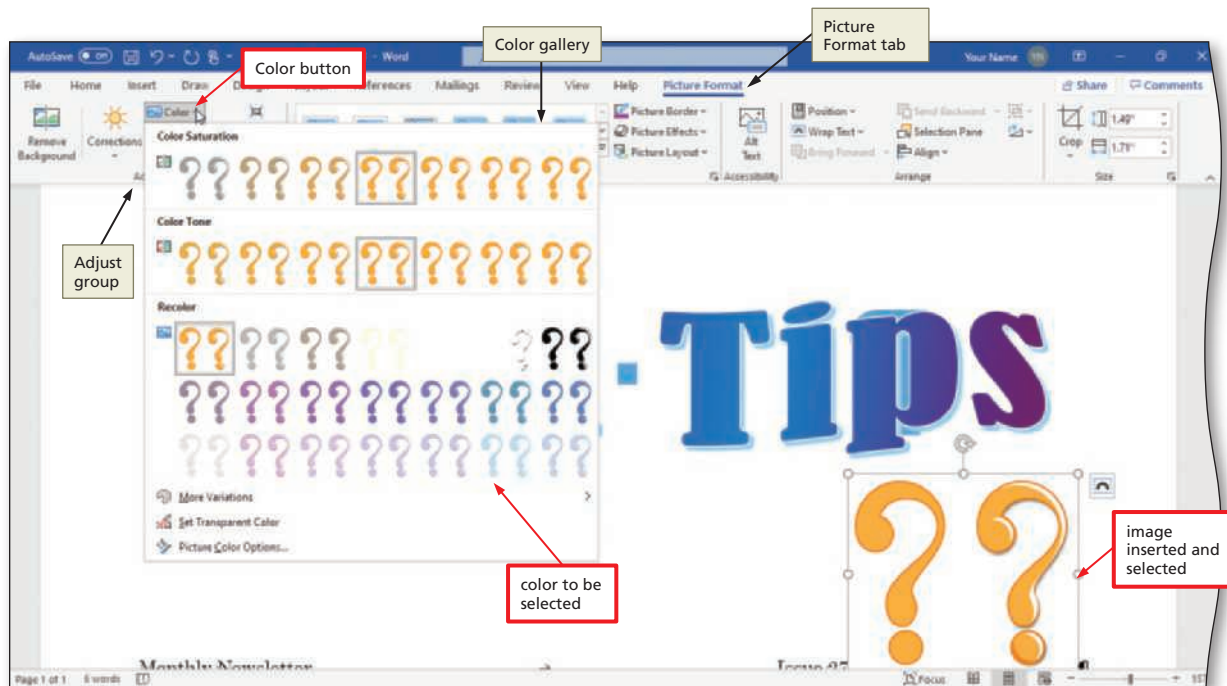 Color gallery
Picture
Format tab
AutoSave On
- Word
Your Name
YN
Color button
File Home Insert Draw References Mailings Review View Help Picture Format Share Comments
Remove
Background
Corrections
Color
Picture Border
Picture Effects
Picture Layout
Alt
Text
Accessibility
Position
Wrap Text
Bring Forward
Send Backward
Selection Pane
Align
Arrange
Crop
1.49"
1.71"
Size
Adjust
group
Color Saturation
Color Tone
Recolor
More Variations
Set Transparent Color
Picture Color Options...
Tips
??
color to be
selected
image
inserted and
selected
Monthly Newsletter
Issue 27
Page 1 of 1 6 words
Focus